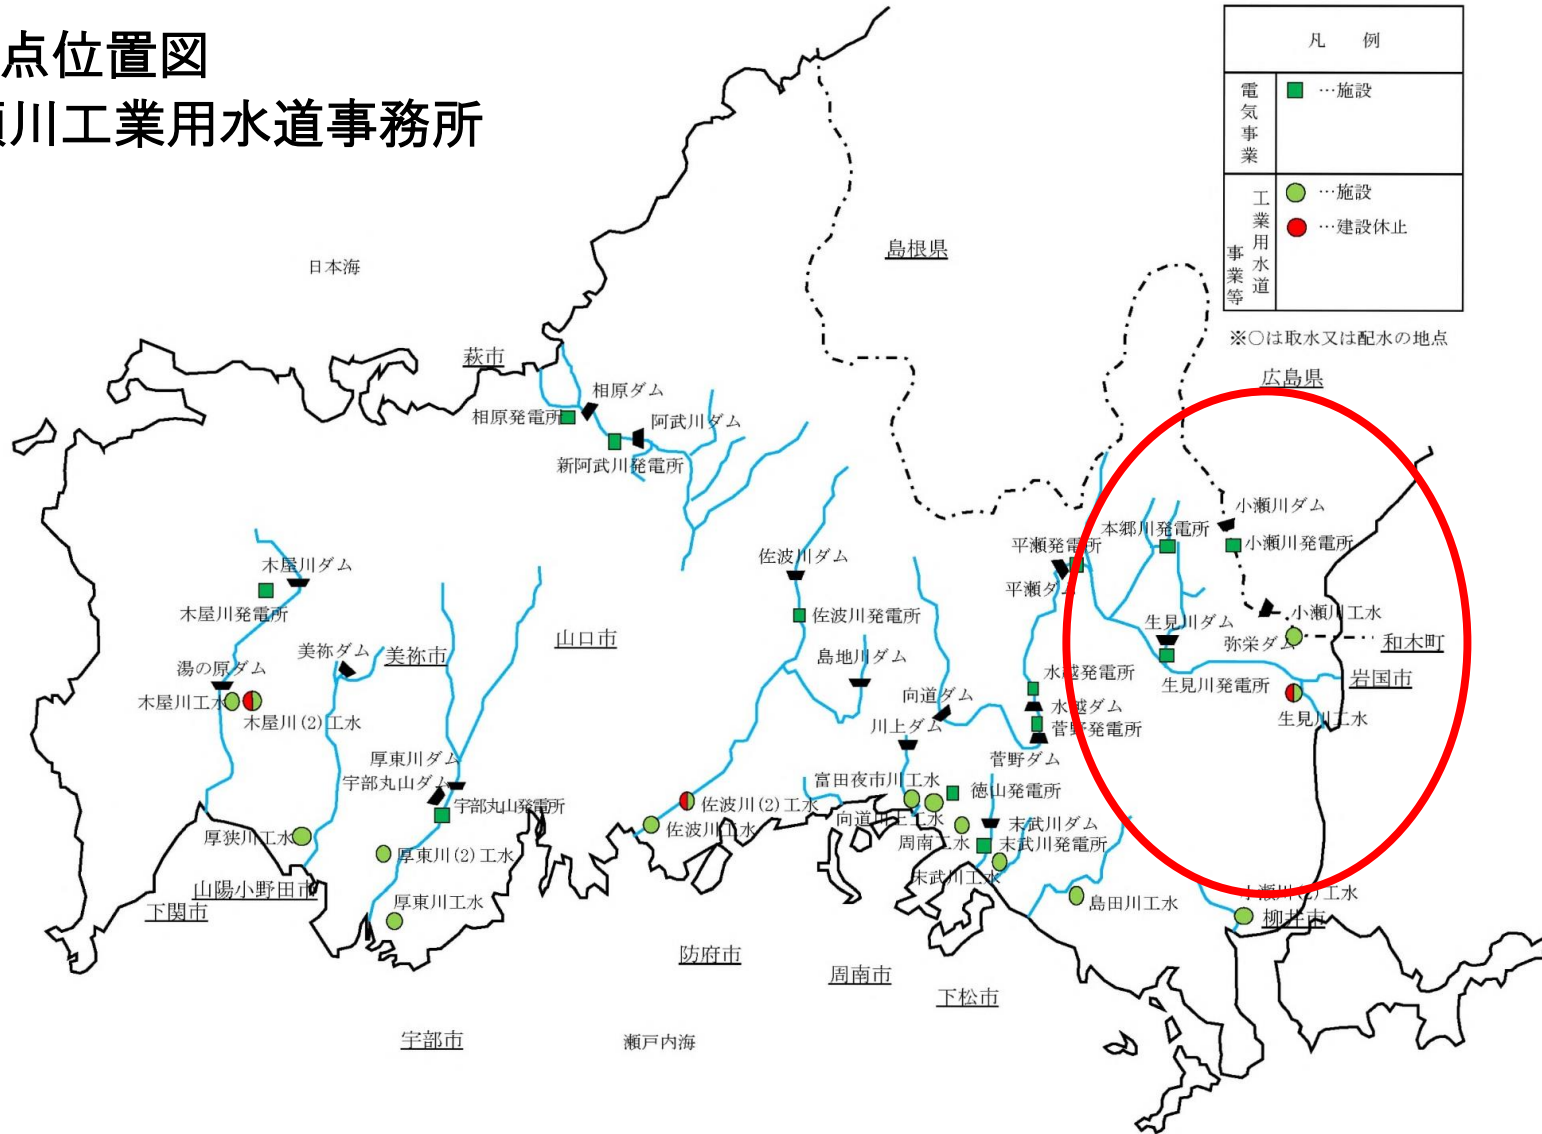 点位置図
川工業用水道事務所
凡　例
電気事業
…施設
工業用水道事業等
…施設
…建設休止
※○は取水又は配水の地点
島根県
日本海
広島県
萩市
相原ダム
相原発電所
阿武川ダム
新阿武川発電所
小瀬川ダム
本郷川発電所
小瀬川発電所
平瀬発電所
平瀬ダム
佐波川ダム
木屋川ダム
木屋川発電所
佐波川発電所
小瀬川工水
生見川ダム
弥栄ダム
和木町
山口市
美祢ダム
美祢市
島地川ダム
湯の原ダム
水越発電所
生見川発電所
岩国市
木屋川工水
木屋川(2)工水
向道ダム
水越ダム
生見川工水
川上ダム
菅野発電所
厚東川ダム
菅野ダム
宇部丸山ダム
富田夜市川工水
徳山発電所
宇部丸山発電所
佐波川(2)工水
向道川上工水
末武川ダム
佐波川工水
厚狭川工水
周南工水
末武川発電所
厚東川(2)工水
末武川工水
山陽小野田市
小瀬川(2)工水
下関市
厚東川工水
島田川工水
柳井市
防府市
周南市
下松市
宇部市
瀬戸内海